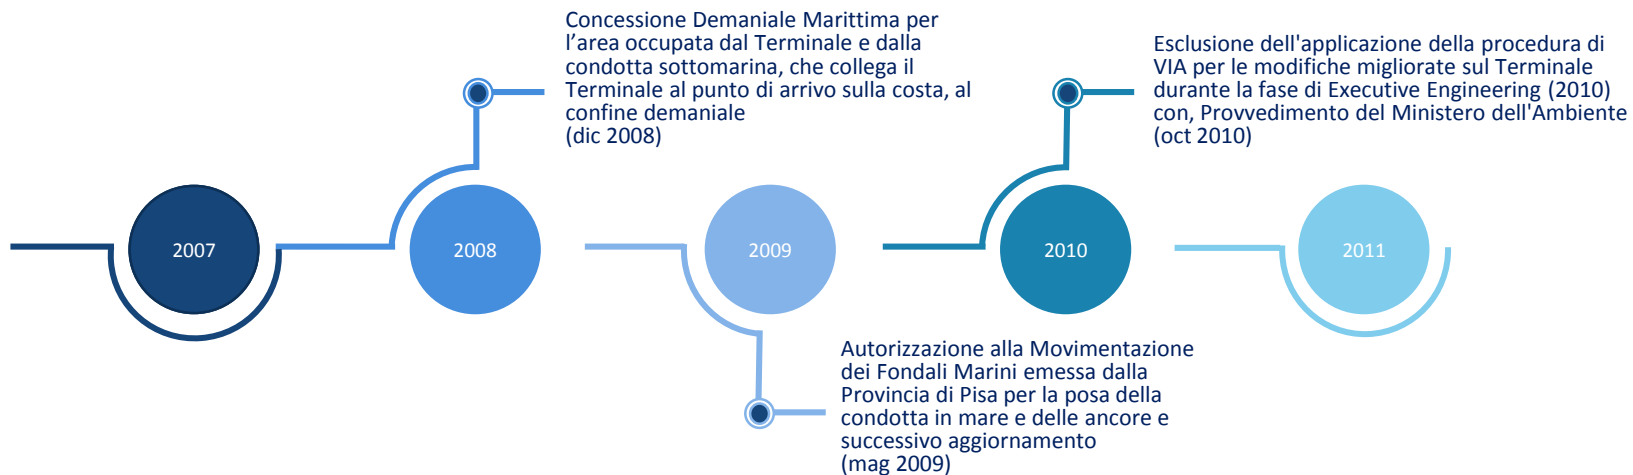 Concessione Demaniale Marittima per
l’area occupata dal Terminale e dalla
condotta sottomarina, che collega il
Terminale al punto di arrivo sulla costa, al
confine demaniale
(dic 2008)
Esclusione dell'applicazione della procedura di
VIA per le modifiche migliorate sul Terminale
durante la fase di Executive Engineering (2010)
con, Provvedimento del Ministero dell'Ambiente
(oct 2010)
2007
2008
2009
2010
2011
Autorizzazione alla Movimentazione
dei Fondali Marini emessa dalla
Provincia di Pisa per la posa della
condotta in mare e delle ancore e
successivo aggiornamento
(mag 2009)